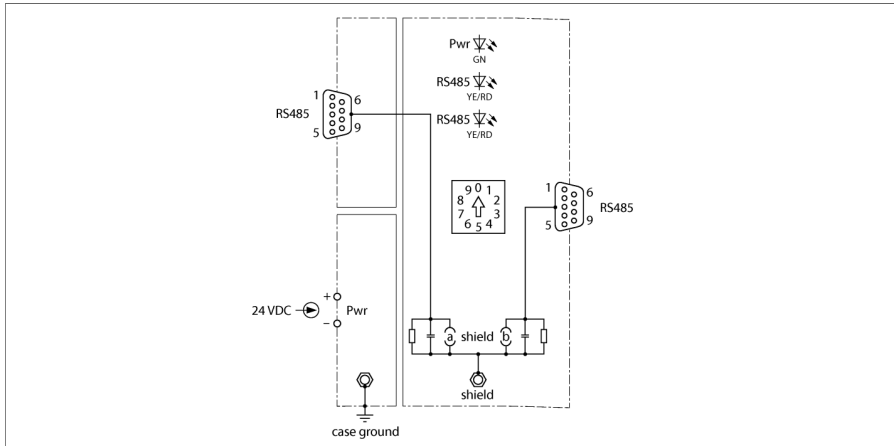 Pwr
GN
RS485
YE/RD
RS485
YE/RD
RS485
1
6
5
9
9 0 1
8 2
7 3
6 5 4
1
6
5
9
RS485
24 VDC
+
–
Pwr
a shield b
shield
case ground